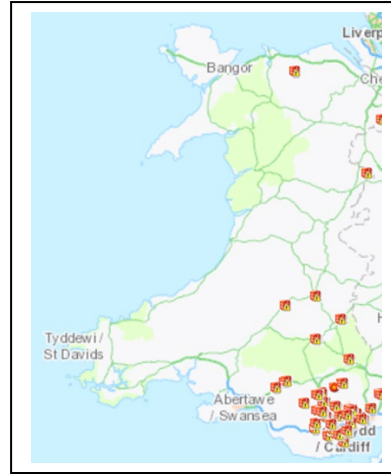 Liverp
Bangor
Che
Tyddewi /
St Davids
H
Abertawe
/ Swansea
dd
/ Cardiff